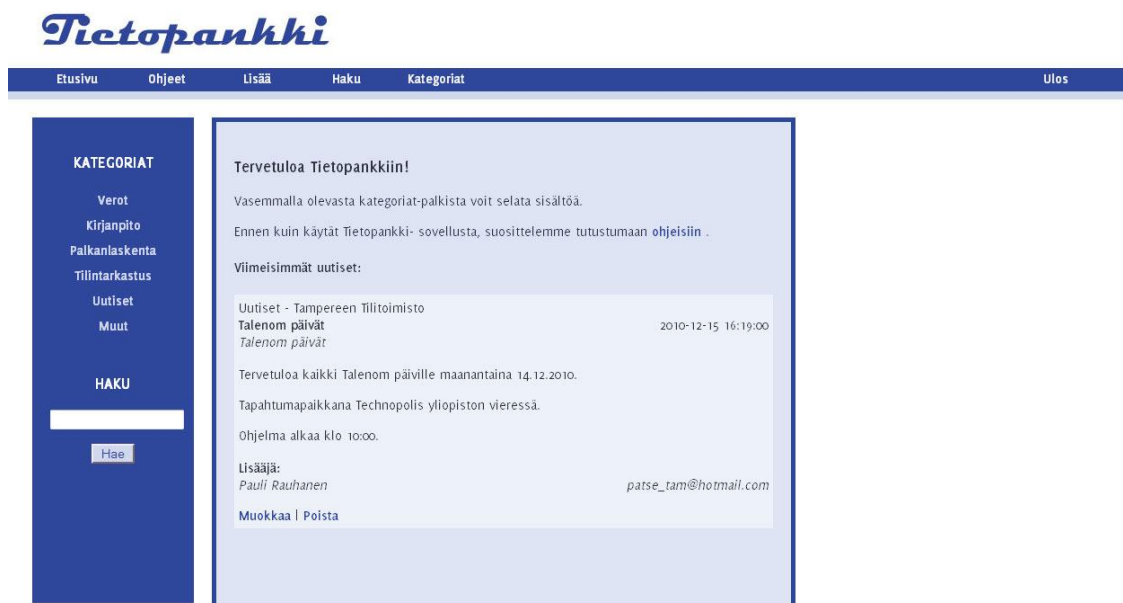 Tietopankki
Etusivu Ohjeet Lisää Haku Kategoriat Ulos
KATEGORIAT
Verot
Kirjanpito
Palkanlaskenta
Tilintarkastus
Uutiset
Muut
HAKU
Hae
Tervetuloa Tietopankkiin!
Vasemmalla olevasta kategoriat-palkista voit selata sisältöä.
Ennen kuin käytät Tietopankki- sovellusta, suosittelemme tutustumaan ohjeisiin .
Viimeisimmät uutiset:
Uutiset - Tampereen Tilitoimisto
Talenom päivät 2010-12-15 16:19:00
Talenom päivät
Tervetuloa kaikki Talenom päiville maanantaina 14.12.2010.
Tapahtumapaikkana Technopolis yliopiston vieressä.
Ohjelma alkaa klo 10:00.
Lisääjä:
Pauli Rauhanen patse_tam@hotmail.com
Muokkaa | Poista